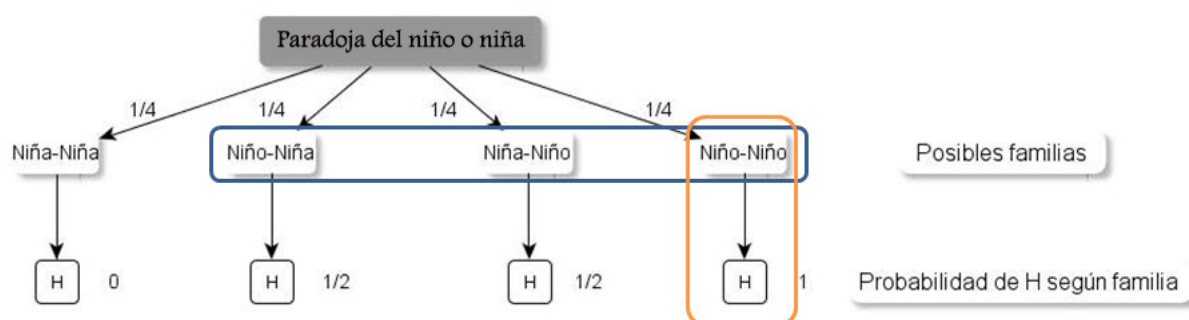 Paradoja del niño o niña
1/4 1/4 1/4 1/4
Niña-Niña Niño-Niña Niña-Niño Niño-Niño Posibles familias
H 0 H 1/2 H 1/2 H 1 Probabilidad de H según familia